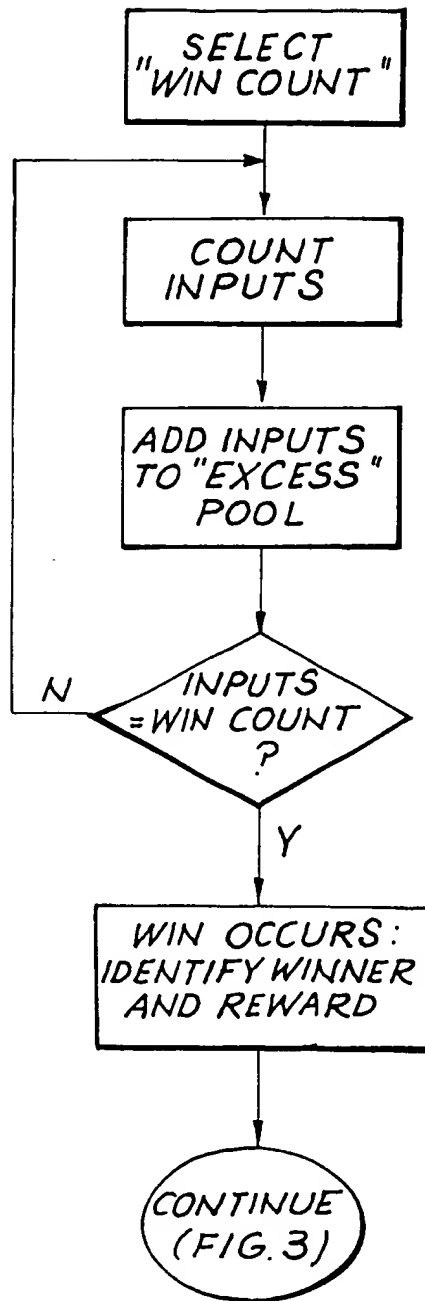 SELECT
"WIN COUNT"
COUNT
INPUTS
ADD INPUTS
TO "EXCESS"
POOL
INPUTS
N
=WIN COUNT
?
Y
WIN OCCURS:
IDENTIFY WINNER
AND REWARD
CONTINUE
(FIG. 3)